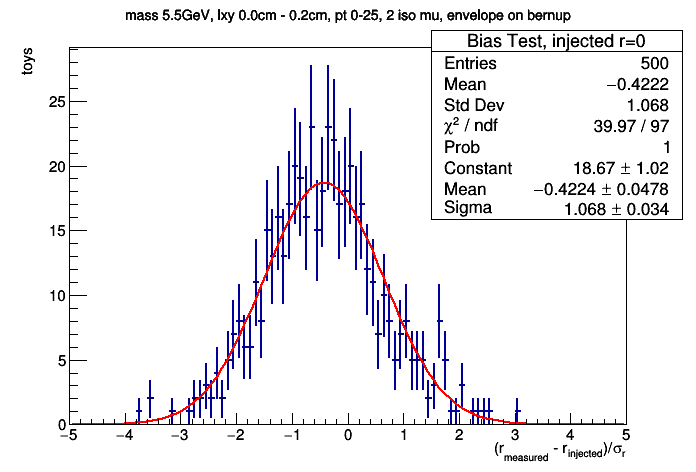 mass 5.5GeV, lxy 0.0cm - 0.2cm, pt 0-25, 2 iso mu, envelope on bernup
Bias Test, injected r=0
Entries 500
Mean −0.4222
Std Dev 1.068
χ² / ndf 39.97 / 97
Prob 1
Constant 18.67 ± 1.02
Mean −0.4224 ± 0.0478
Sigma 1.068 ± 0.034
toys
25
20
15
10
5
0
−5 −4 −3 −2 −1 0 1 2 3 4 5
(r_measured - r_injected)/σ_r